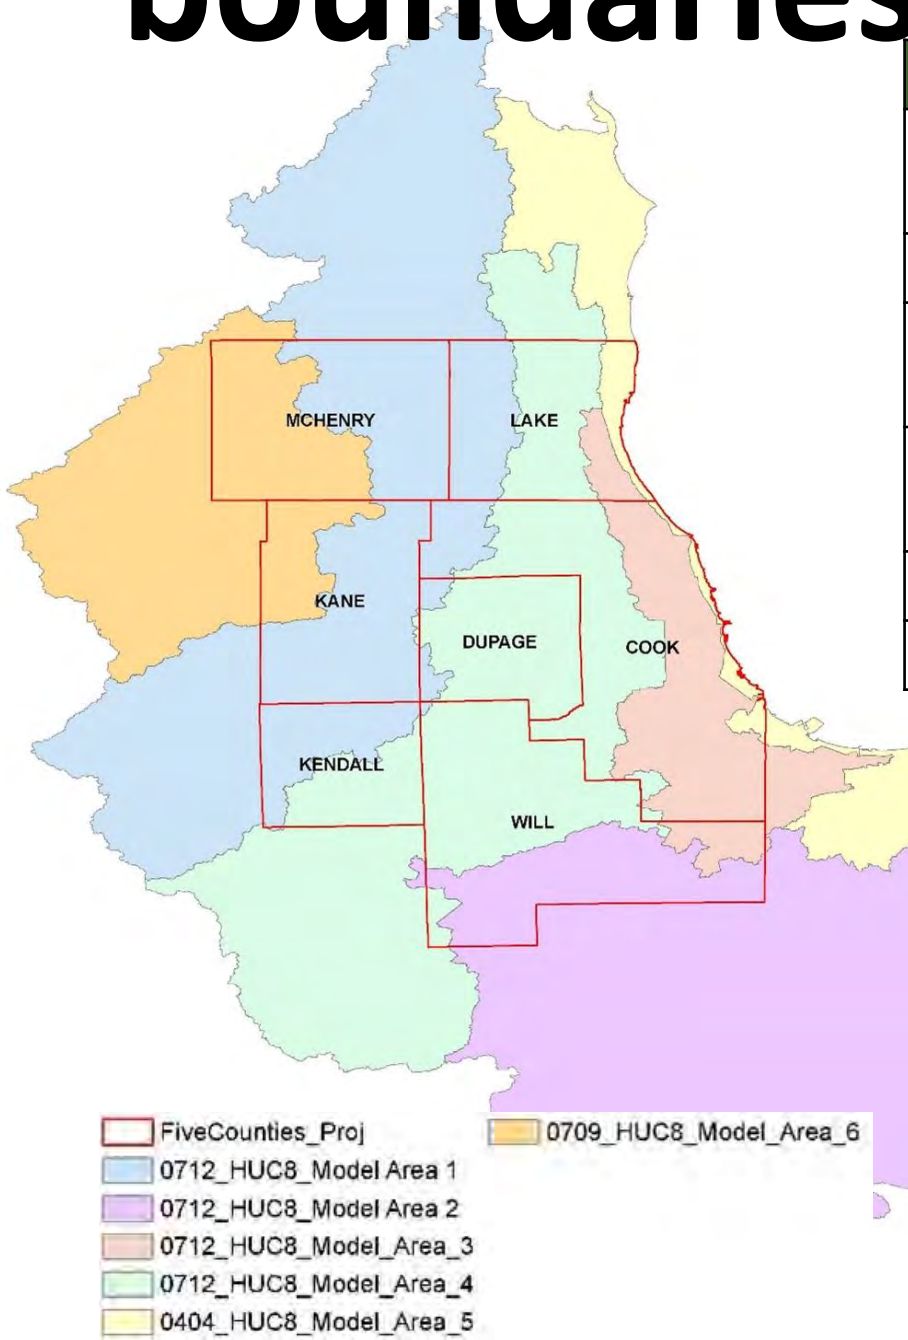 boundaries
MCHENRY
LAKE
KANE
DUPAGE
COOK
KENDALL
WILL
FiveCounties_Proj
0712_HUC8_Model Area 1
0712_HUC8_Model Area 2
0712_HUC8_Model_Area_3
0712_HUC8_Model_Area_4
0404_HUC8_Model_Area_5
0709_HUC8_Model_Area_6